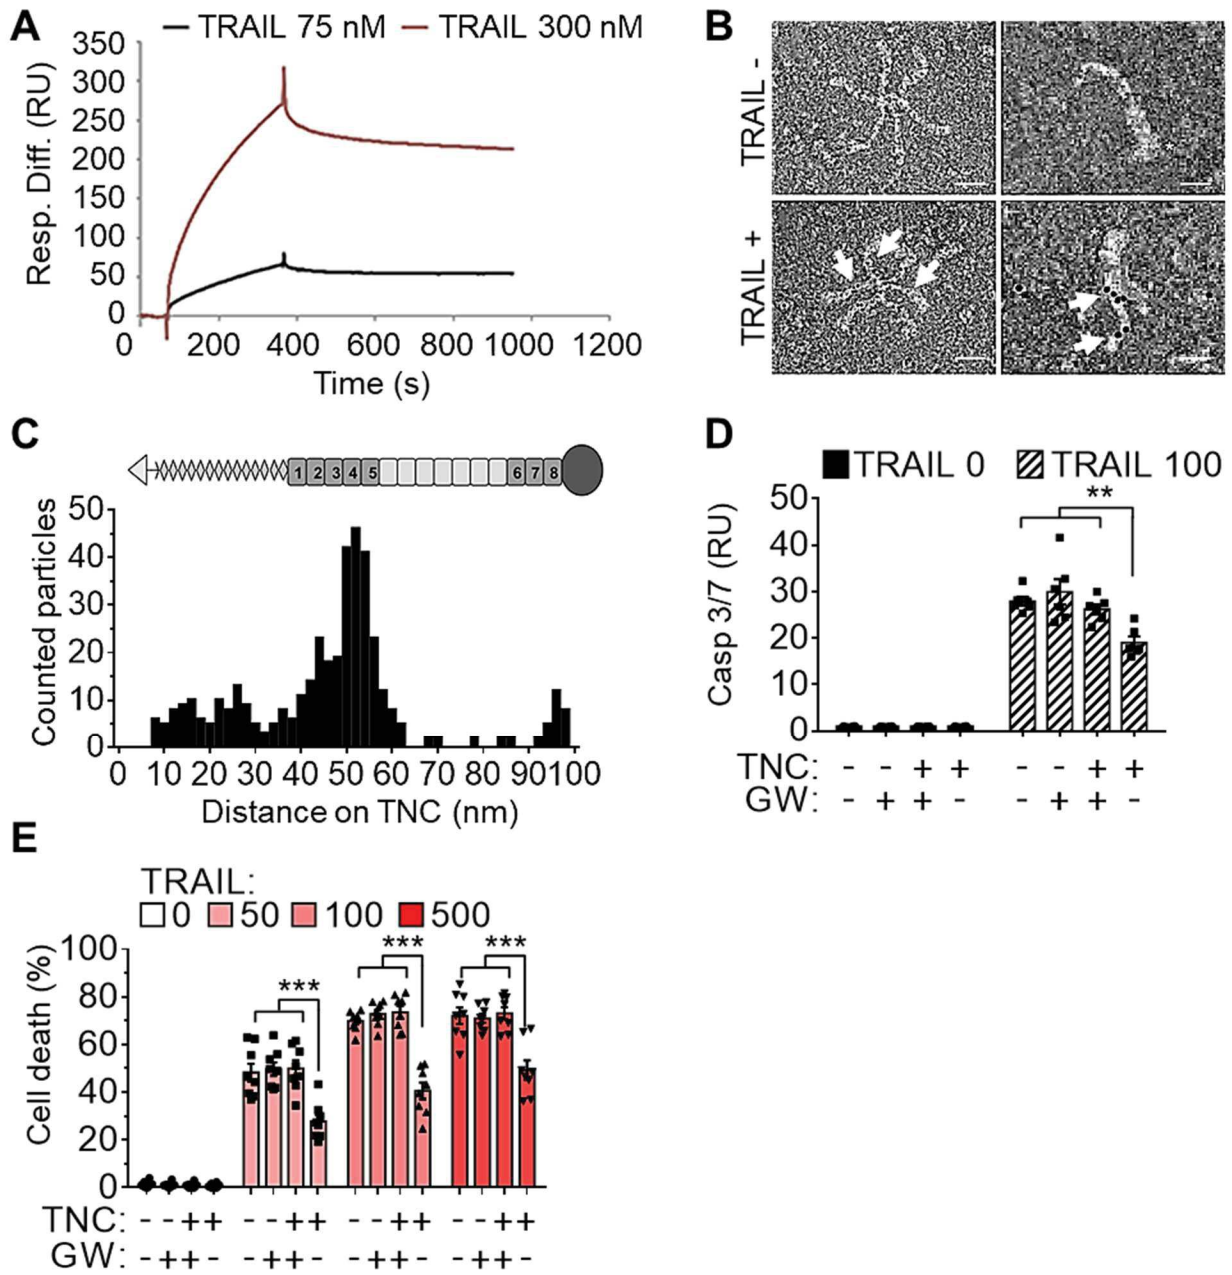 A
TRAIL 75 nM TRAIL 300 nM
Resp. Diff. (RU)
350
300
250
200
150
100
50
0
0 200 400 600 800 1000 1200
Time (s)
B
TRAIL -
TRAIL +
*
C
1 2 3 4 5 6 7 8
Counted particles
50
40
30
20
10
0
0 10 20 30 40 50 60 70 80 90 100
Distance on TNC (nm)
D
TRAIL 0 TRAIL 100
**
Casp 3/7 (RU)
50
40
30
20
10
0
TNC: - - + + - - + +
GW: - + + - - + + -
E
TRAIL:
0 50 100 500
*** *** ***
Cell death (%)
100
80
60
40
20
0
TNC: - - + + - - + + - - + + - - + +
GW: - + + - - + + - - + + - - + + -